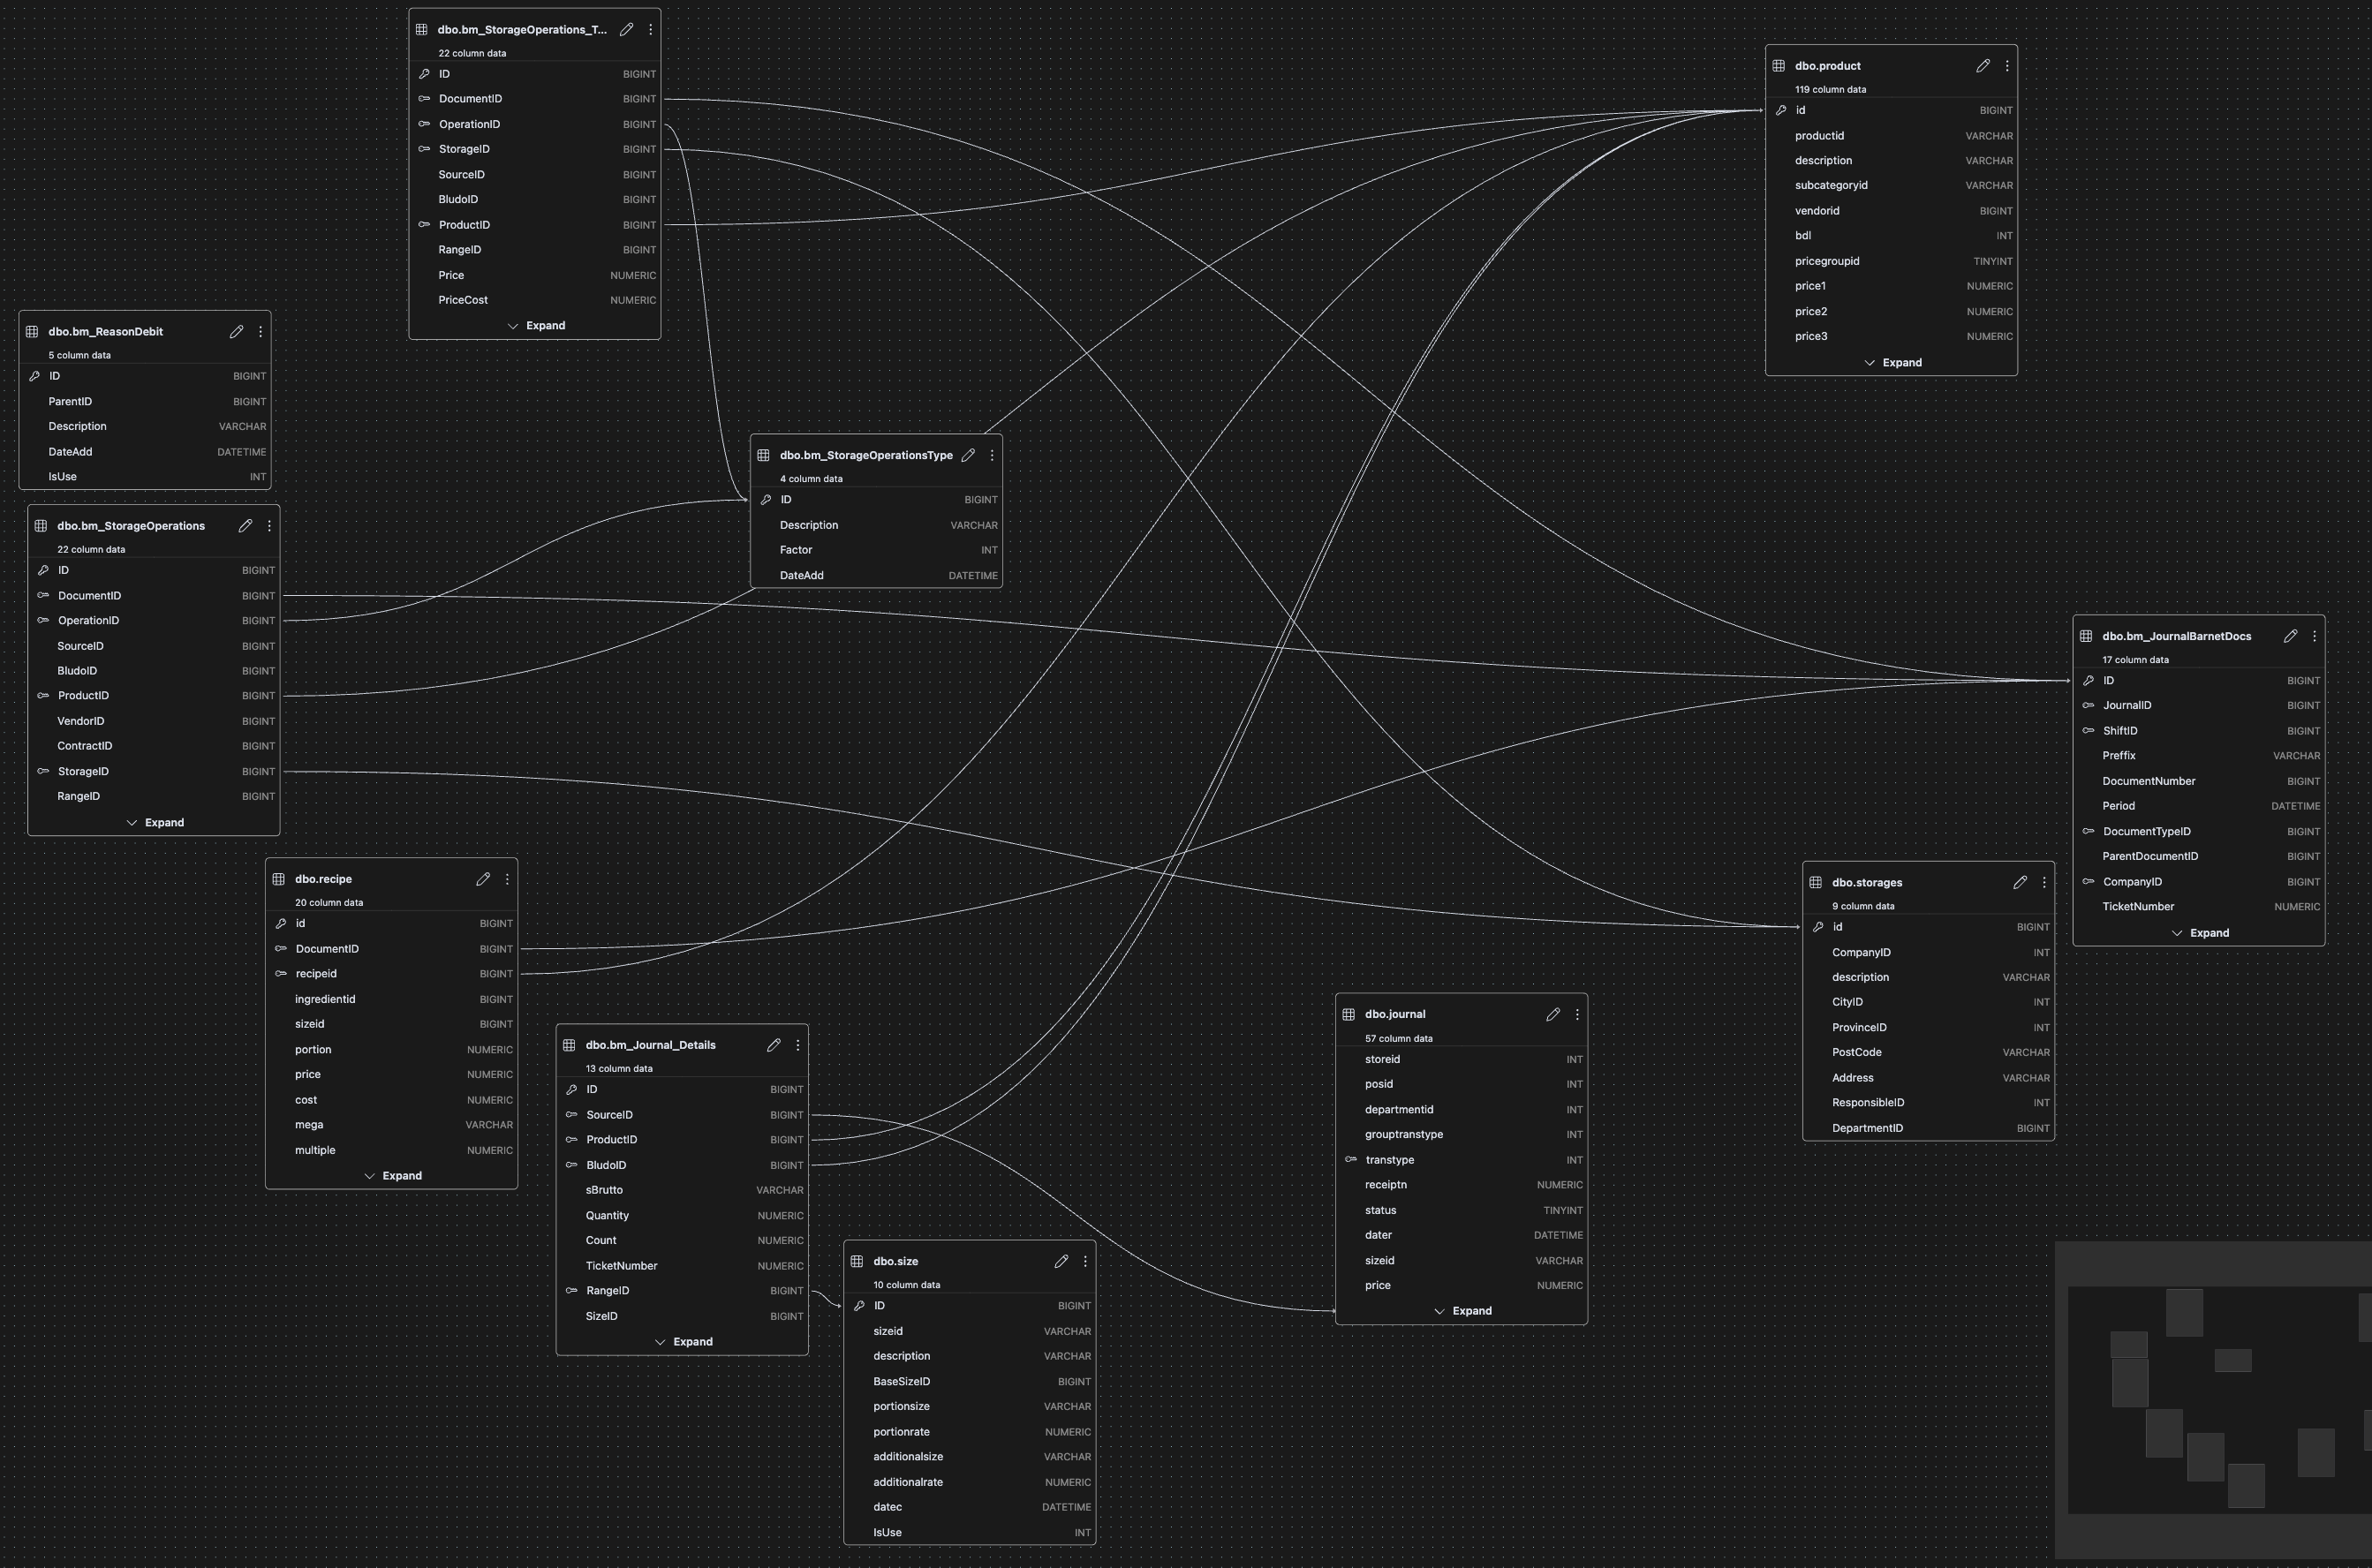 dbo.bm_StorageOperations_T...
22 column data
ID BIGINT
DocumentID BIGINT
OperationID BIGINT
StorageID BIGINT
SourceID BIGINT
BludoID BIGINT
ProductID BIGINT
RangeID BIGINT
Price NUMERIC
PriceCost NUMERIC
Expand
dbo.product
119 column data
id BIGINT
productid VARCHAR
description VARCHAR
subcategoryid VARCHAR
vendorid BIGINT
bdl INT
pricegroupid TINYINT
price1 NUMERIC
price2 NUMERIC
price3 NUMERIC
Expand
dbo.bm_ReasonDebit
5 column data
ID BIGINT
ParentID BIGINT
Description VARCHAR
DateAdd DATETIME
IsUse INT
dbo.bm_StorageOperationsType
4 column data
ID BIGINT
Description VARCHAR
Factor INT
DateAdd DATETIME
dbo.bm_StorageOperations
22 column data
ID BIGINT
DocumentID BIGINT
OperationID BIGINT
SourceID BIGINT
BludoID BIGINT
ProductID BIGINT
VendorID BIGINT
ContractID BIGINT
StorageID BIGINT
RangeID BIGINT
Expand
dbo.bm_JournalBarnetDocs
17 column data
ID BIGINT
JournalID BIGINT
ShiftID BIGINT
Preffix VARCHAR
DocumentNumber BIGINT
Period DATETIME
DocumentTypeID BIGINT
ParentDocumentID BIGINT
CompanyID BIGINT
TicketNumber NUMERIC
Expand
dbo.recipe
20 column data
id BIGINT
DocumentID BIGINT
recipeid BIGINT
ingredientid BIGINT
sizeid BIGINT
portion NUMERIC
price NUMERIC
cost NUMERIC
mega VARCHAR
multiple NUMERIC
Expand
dbo.storages
9 column data
id BIGINT
CompanyID INT
description VARCHAR
CityID INT
ProvinceID INT
PostCode VARCHAR
Address VARCHAR
ResponsibleID INT
DepartmentID BIGINT
dbo.bm_Journal_Details
13 column data
ID BIGINT
SourceID BIGINT
ProductID BIGINT
BludoID BIGINT
sBrutto VARCHAR
Quantity NUMERIC
Count NUMERIC
TicketNumber NUMERIC
RangeID BIGINT
SizeID BIGINT
Expand
dbo.journal
57 column data
storeid INT
posid INT
departmentid INT
grouptranstype INT
transtype INT
receiptn NUMERIC
status TINYINT
dater DATETIME
sizeid VARCHAR
price NUMERIC
Expand
dbo.size
10 column data
ID BIGINT
sizeid VARCHAR
description VARCHAR
BaseSizeID BIGINT
portionsize VARCHAR
portionrate NUMERIC
additionalsize VARCHAR
additionalrate NUMERIC
datec DATETIME
IsUse INT